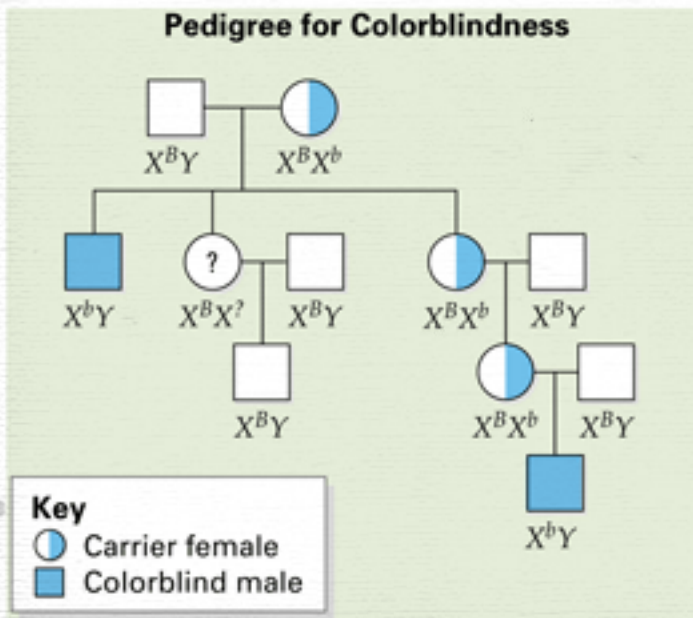 Pedigree for Colorblindness
XᴮY XᴮXᵇ
?
XᵇY XᴮX? XᴮY XᴮXᵇ XᴮY
XᴮY XᴮXᵇ XᴮY
Key
Carrier female
Colorblind male
XᵇY